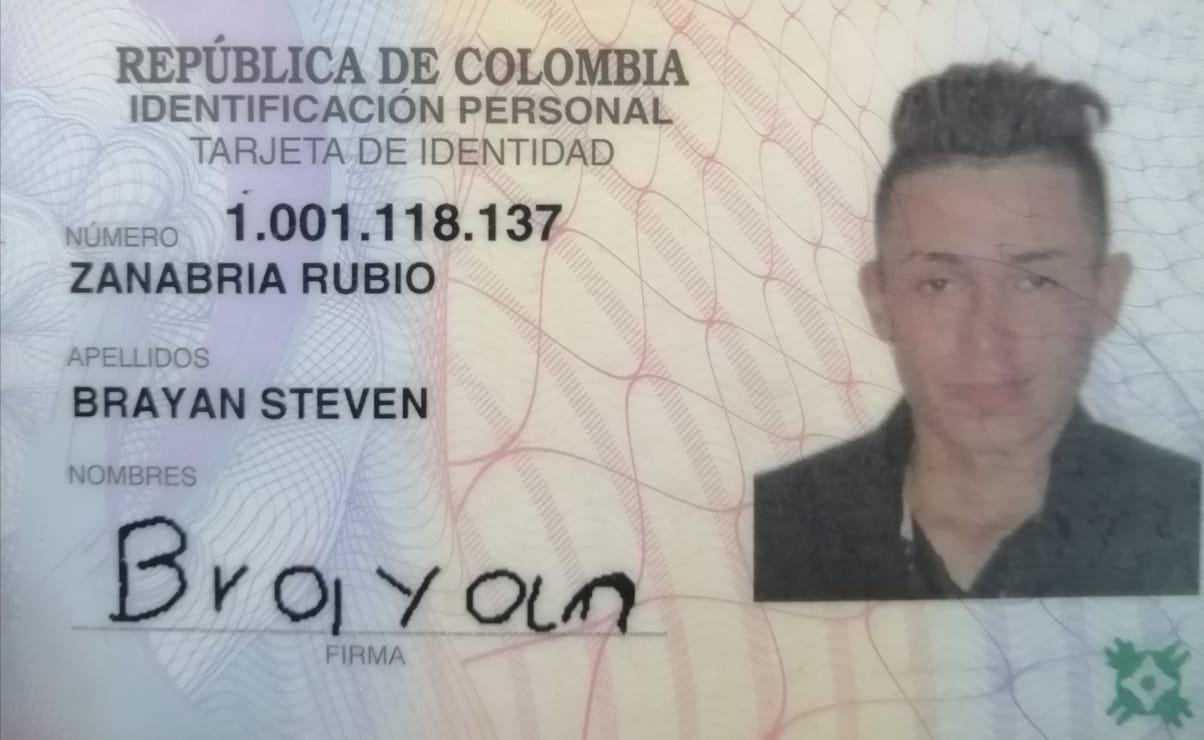 REPÚBLICA DE COLOMBIA
IDENTIFICACIÓN PERSONAL
TARJETA DE IDENTIDAD
NÚMERO 1.001.118.137
ZANABRIA RUBIO
APELLIDOS
BRAYAN STEVEN
NOMBRES
Brayan
FIRMA